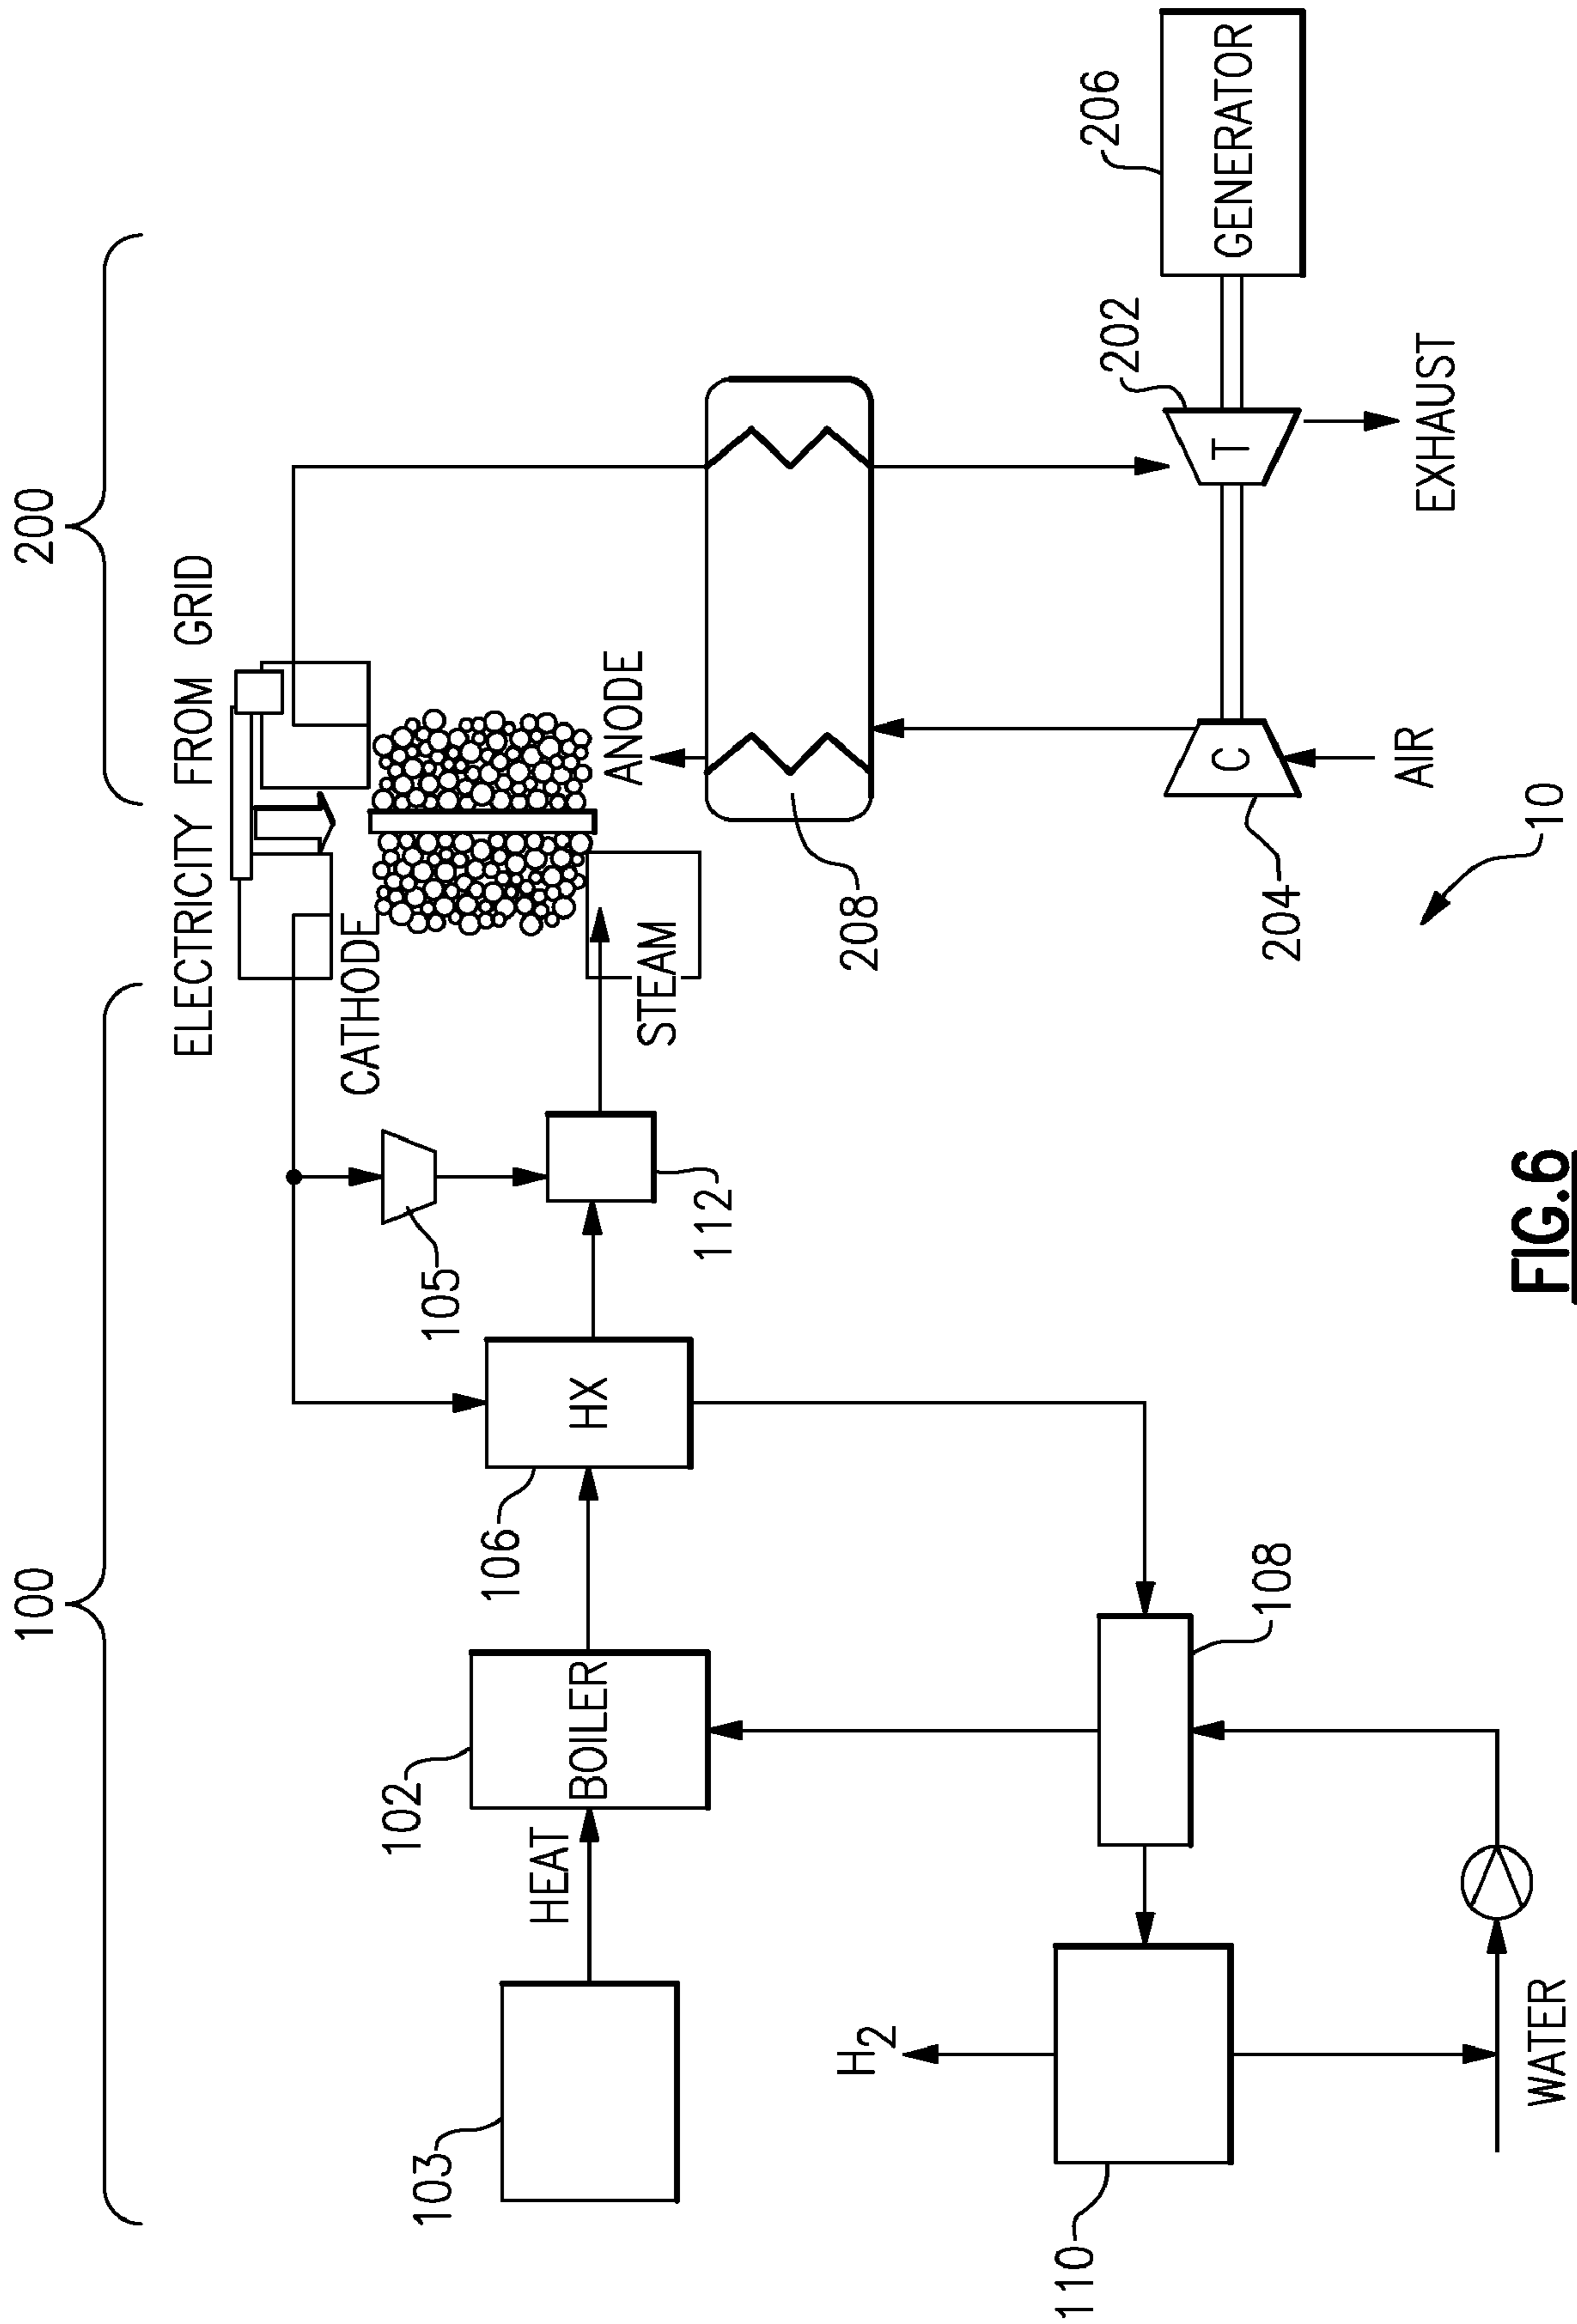 100
200
ELECTRICITY FROM GRID
CATHODE
105
103
HEAT
102
BOILER
106
HX
112
STEAM
ANODE
H2
208
110
108
204
C
T
202
206
GENERATOR
AIR
EXHAUST
WATER
10
FIG.6